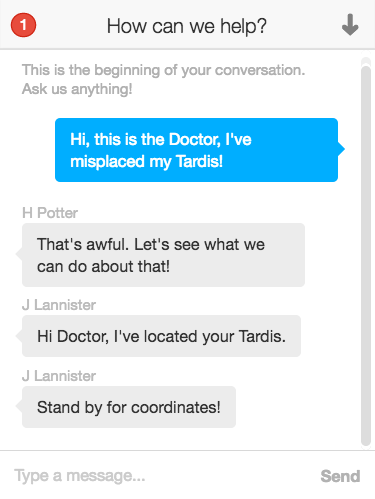 1
How can we help?
This is the beginning of your conversation.
Ask us anything!
Hi, this is the Doctor, I've
misplaced my Tardis!
H Potter
That's awful. Let's see what we
can do about that!
J Lannister
Hi Doctor, I've located your Tardis.
J Lannister
Stand by for coordinates!
Type a message... Send